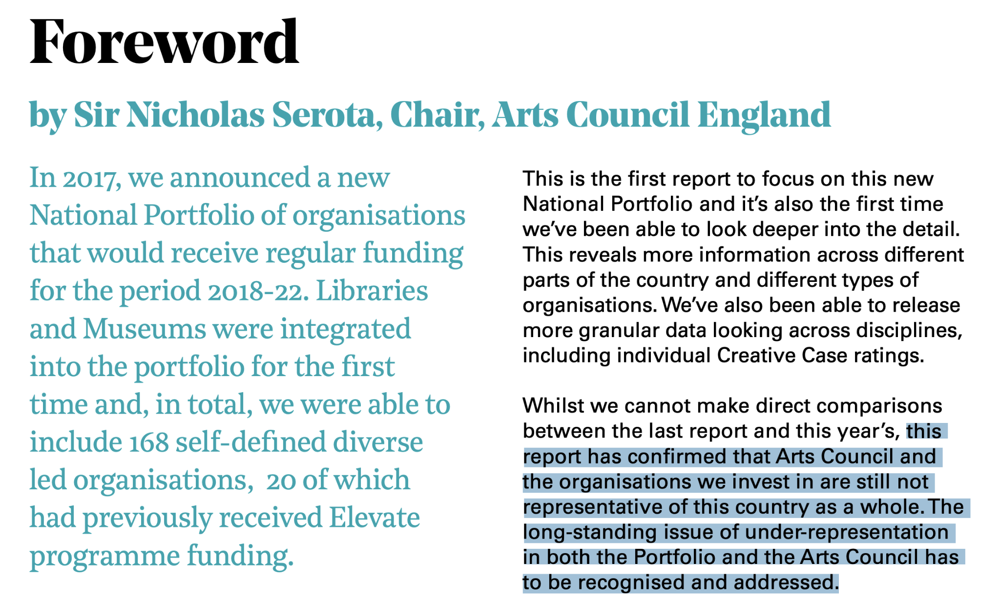 Foreword
by Sir Nicholas Serota, Chair, Arts Council England
In 2017, we announced a new
National Portfolio of organisations
that would receive regular funding
for the period 2018-22. Libraries
and Museums were integrated
into the portfolio for the first
time and, in total, we were able to
include 168 self-defined diverse
led organisations,  20 of which
had previously received Elevate
programme funding.
This is the first report to focus on this new
National Portfolio and it’s also the first time
we’ve been able to look deeper into the detail.
This reveals more information across different
parts of the country and different types of
organisations. We’ve also been able to release
more granular data looking across disciplines,
including individual Creative Case ratings.
Whilst we cannot make direct comparisons
between the last report and this year’s, this
report has confirmed that Arts Council and
the organisations we invest in are still not
representative of this country as a whole. The
long-standing issue of under-representation
in both the Portfolio and the Arts Council has
to be recognised and addressed.